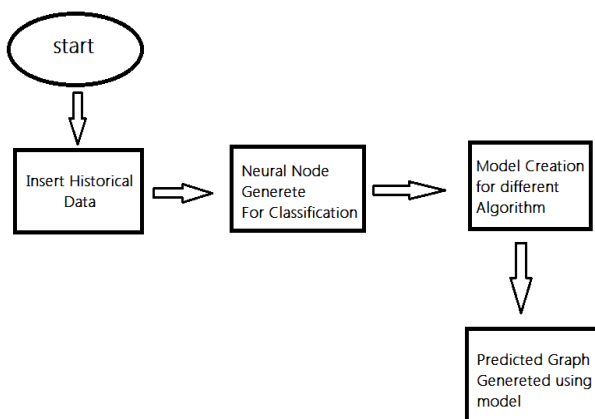 start
Insert Historical
Data
Neural Node
Generete
For Classification
Model Creation
for different
Algorithm
Predicted Graph
Genereted using
model